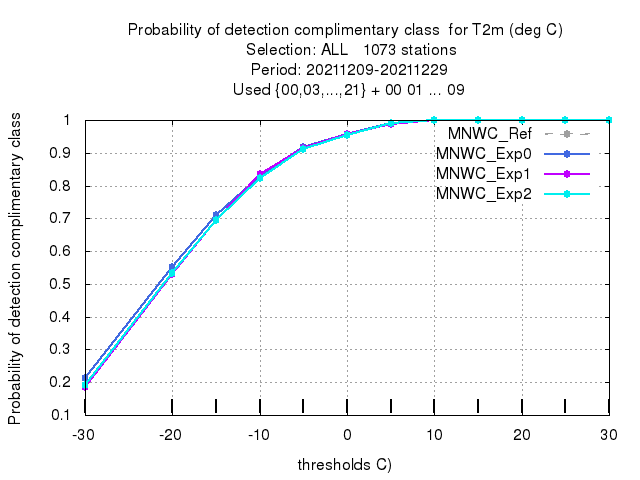 Probability of detection complimentary class  for T2m (deg C)
Selection: ALL   1073 stations
Period: 20211209-20211229
Used {00,03,...,21} + 00 01 ... 09
Probability of detection complimentary class
1
0.9
0.8
0.7
0.6
0.5
0.4
0.3
0.2
0.1
MNWC_Ref
MNWC_Exp0
MNWC_Exp1
MNWC_Exp2
-30 -20 -10 0 10 20 30
thresholds C)